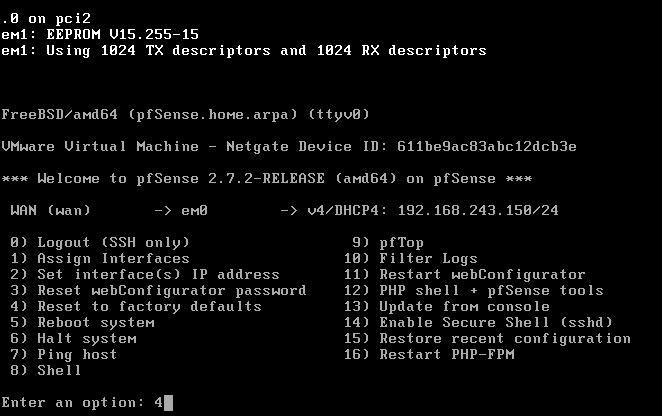 .0 on pci2
em1: EEPROM V15.255-15
em1: Using 1024 TX descriptors and 1024 RX descriptors
FreeBSD/amd64 (pfSense.home.arpa) (ttyv0)
VMware Virtual Machine - Netgate Device ID: 611be9ac83abc12dcb3e
*** Welcome to pfSense 2.7.2-RELEASE (amd64) on pfSense ***
WAN (wan)       -> em0        -> v4/DHCP4: 192.168.243.150/24
0) Logout (SSH only)                  9) pfTop
1) Assign Interfaces                 10) Filter Logs
2) Set interface(s) IP address       11) Restart webConfigurator
3) Reset webConfigurator password    12) PHP shell + pfSense tools
4) Reset to factory defaults         13) Update from console
5) Reboot system                     14) Enable Secure Shell (sshd)
6) Halt system                       15) Restore recent configuration
7) Ping host                         16) Restart PHP-FPM
8) Shell
Enter an option: 4